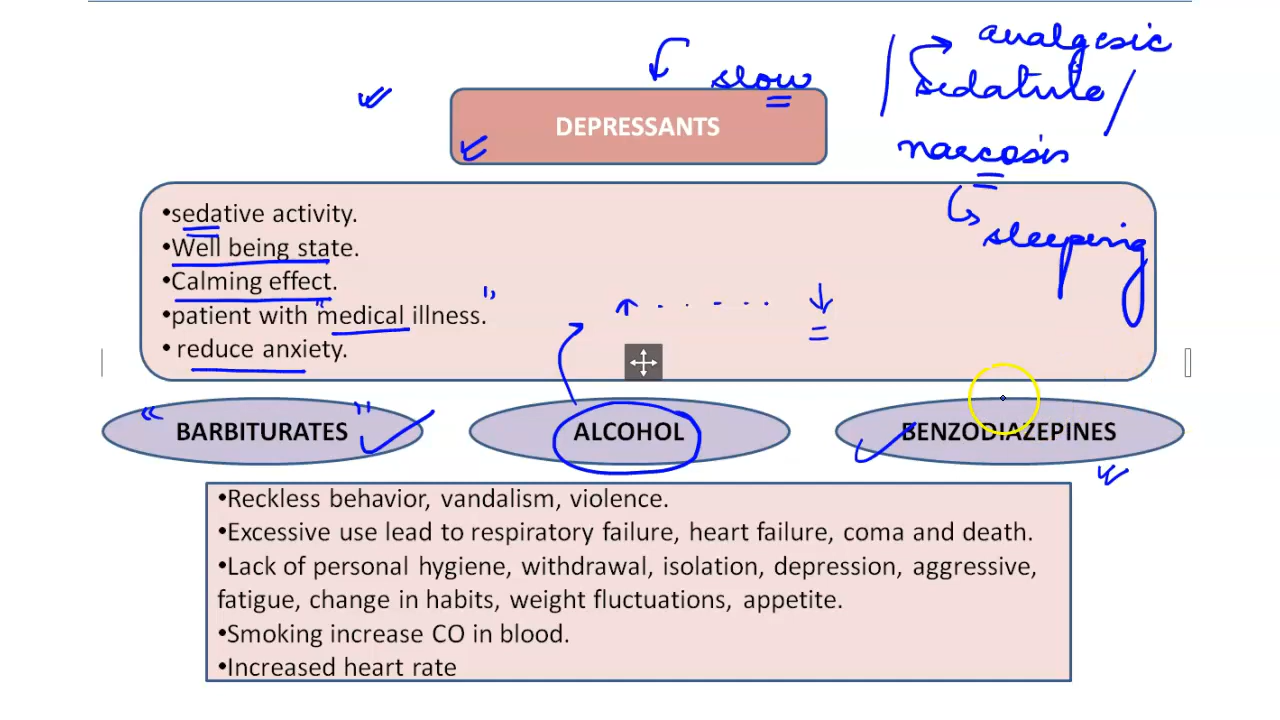 analgesic
slow
sedatute
DEPRESSANTS
narcosis
•sedative activity.
sleeping
•Well being state.
•Calming effect.
•patient with "medical illness."
• reduce anxiety.
"BARBITURATES"
ALCOHOL
BENZODIAZEPINES
•Reckless behavior, vandalism, violence.
•Excessive use lead to respiratory failure, heart failure, coma and death.
•Lack of personal hygiene, withdrawal, isolation, depression, aggressive,
fatigue, change in habits, weight fluctuations, appetite.
•Smoking increase CO in blood.
•Increased heart rate